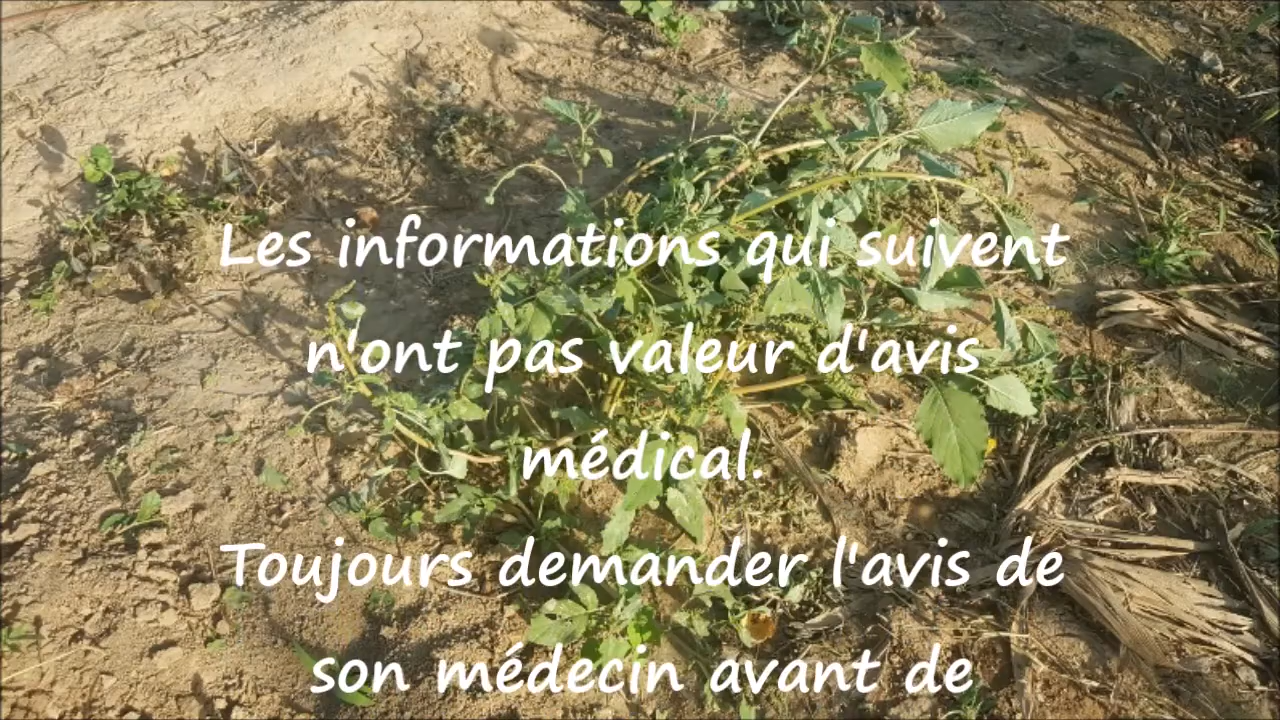 Les informations qui suivent
n'ont pas valeur d'avis
médical.
Toujours demander l'avis de
son médecin avant de